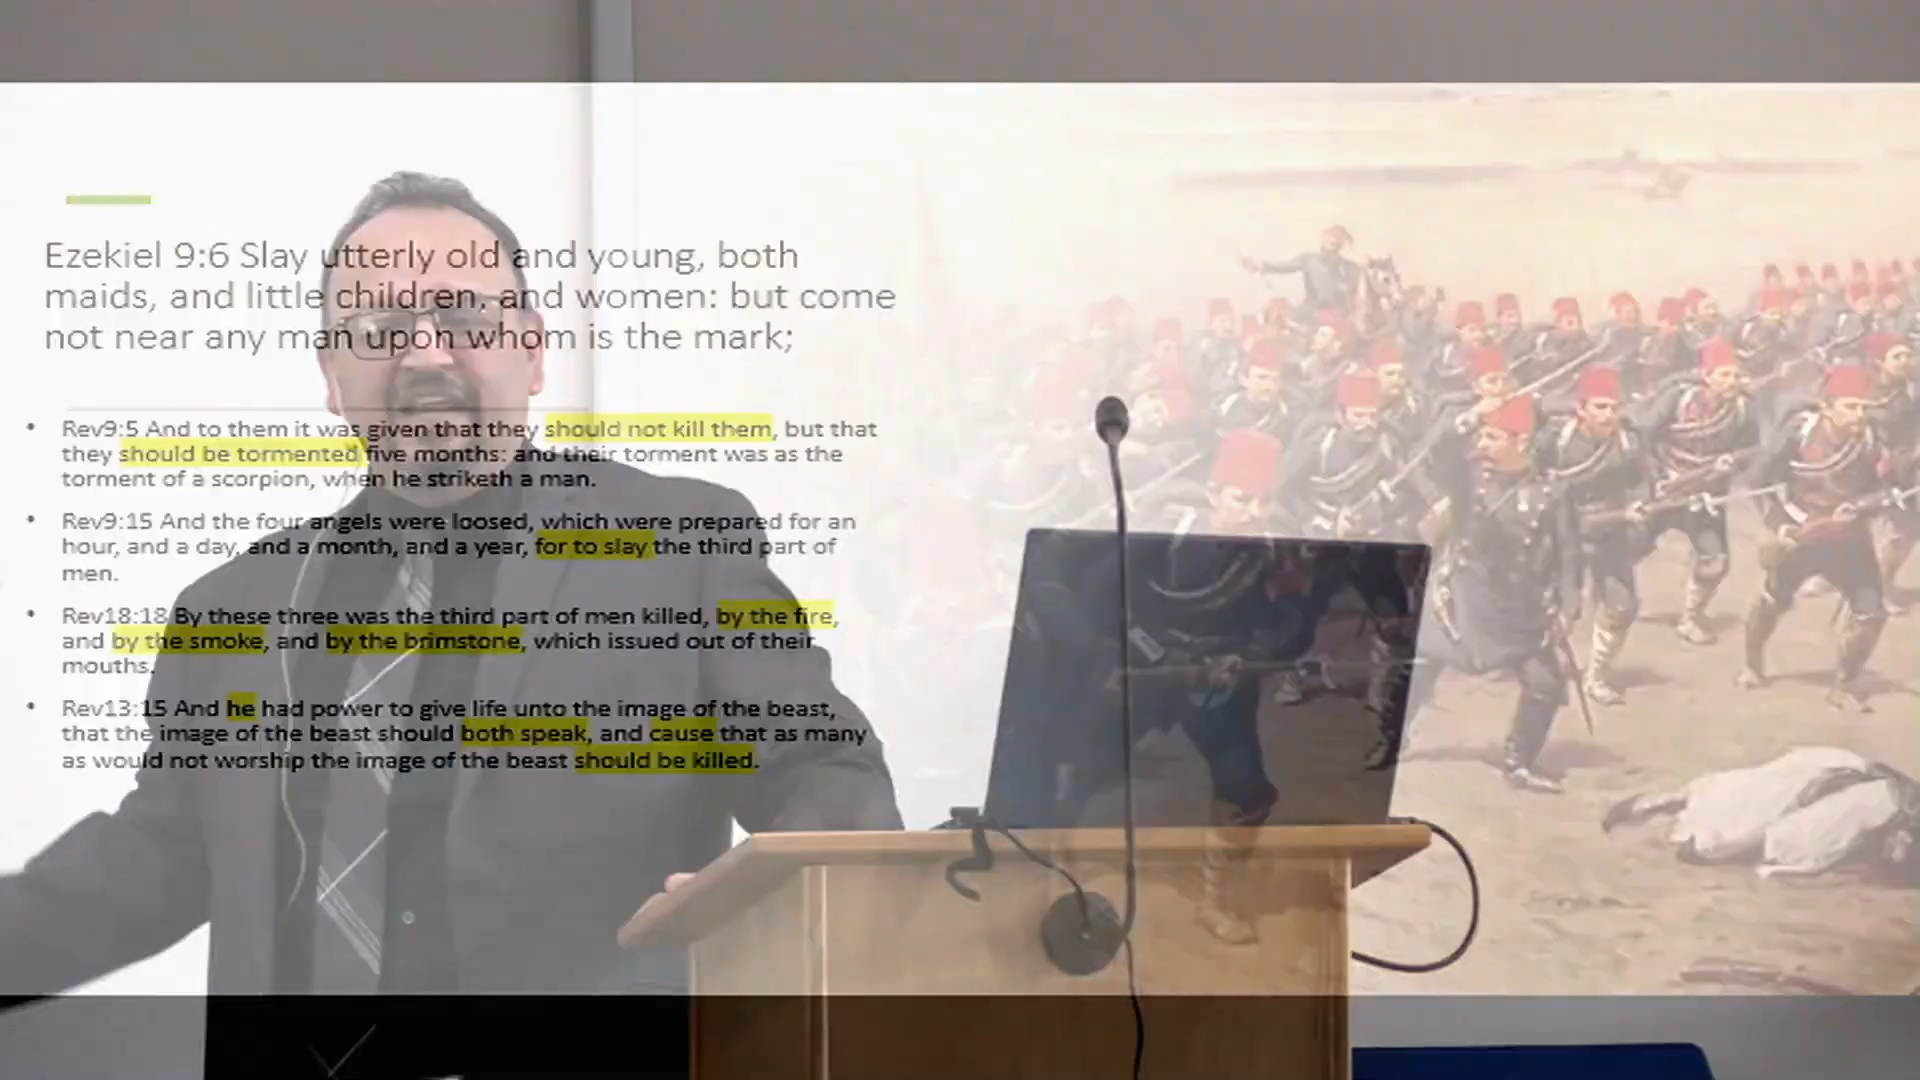 Ezekiel 9:6 Slay utterly old and young, both
maids, and little children, and women: but come
not near any man upon whom is the mark;
• Rev9:5 And to them it was given that they should not kill them, but that
they should be tormented five months: and their torment was as the
torment of a scorpion, when he striketh a man.
• Rev9:15 And the four angels were loosed, which were prepared for an
hour, and a day, and a month, and a year, for to slay the third part of
men.
• Rev18:18 By these three was the third part of men killed, by the fire,
and by the smoke, and by the brimstone, which issued out of their
mouths.
• Rev13:15 And he had power to give life unto the image of the beast,
that the image of the beast should both speak, and cause that as many
as would not worship the image of the beast should be killed.